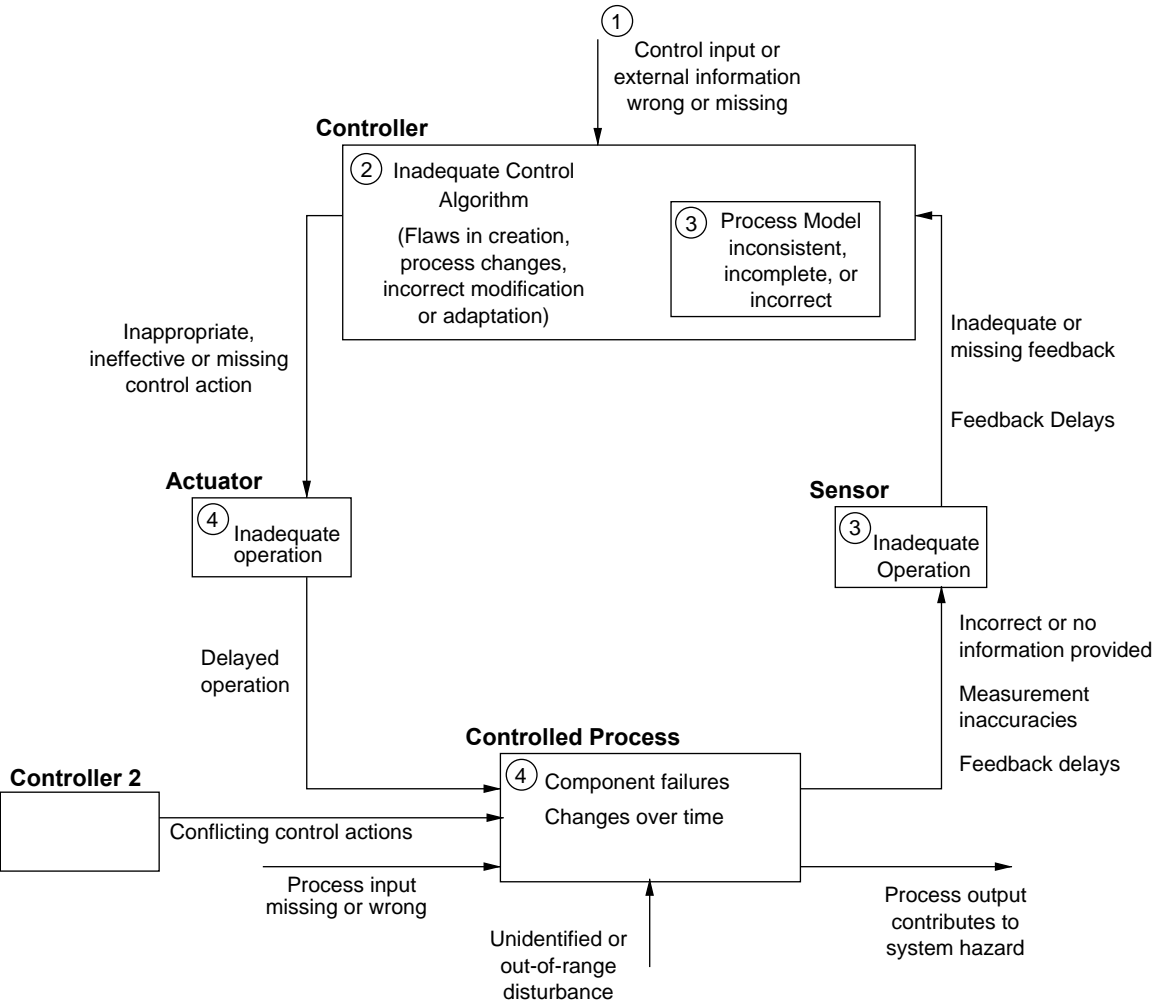 1
Control input or
external information
wrong or missing
Controller
2
Inadequate Control
Algorithm
(Flaws in creation,
process changes,
incorrect modification
or adaptation)
3
Process Model
inconsistent,
incomplete, or
incorrect
Inappropriate,
ineffective or missing
control action
Inadequate or
missing feedback
Feedback Delays
Actuator
4
Inadequate
operation
Sensor
3
Inadequate
Operation
Delayed
operation
Incorrect or no
information provided
Measurement
inaccuracies
Feedback delays
Controlled Process
4
Component failures
Changes over time
Controller 2
Conflicting control actions
Process input
missing or wrong
Unidentified or
out-of-range
disturbance
Process output
contributes to
system hazard